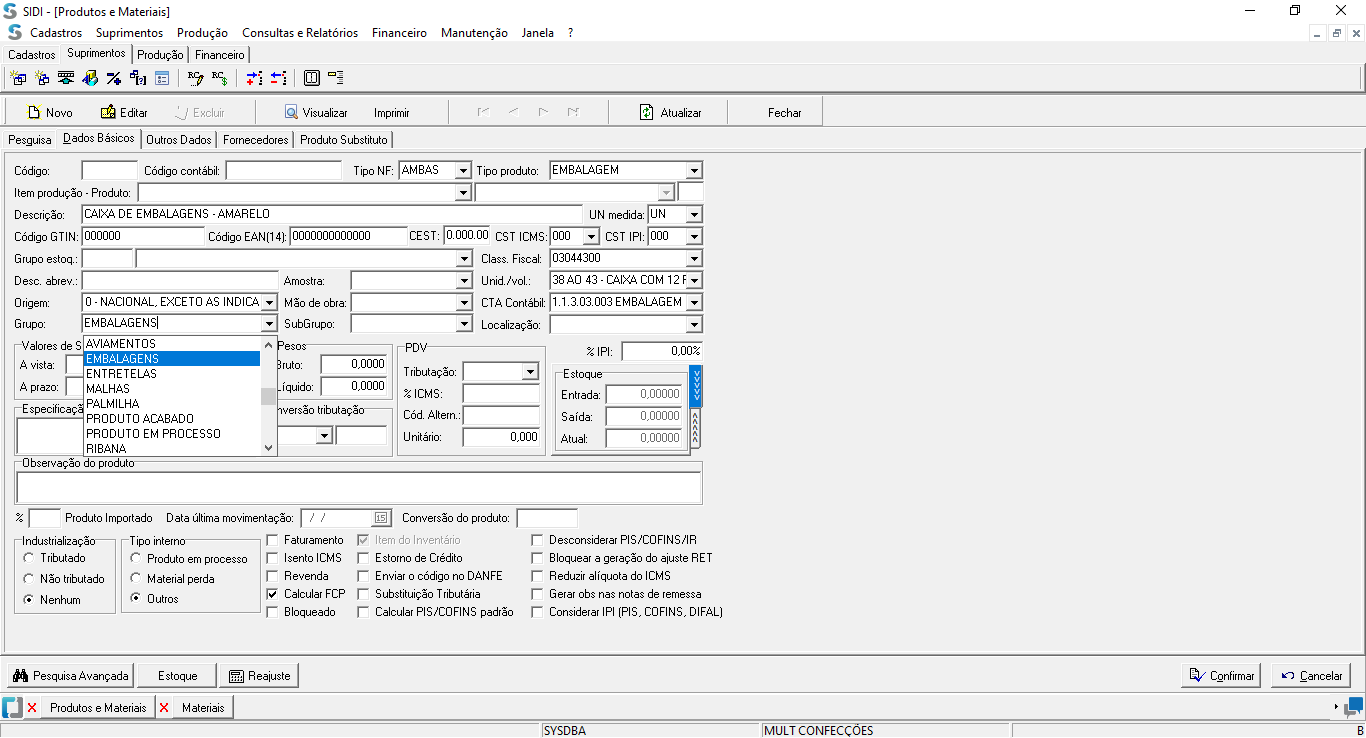 SIDI - [Produtos e Materiais]
Cadastros Suprimentos Produção Consultas e Relatórios Financeiro Manutenção Janela ?
Cadastros Suprimentos Produção Financeiro
Novo Editar Excluir Visualizar Imprimir Atualizar Fechar
Pesquisa Dados Básicos Outros Dados Fornecedores Produto Substituto
Código: Código contábil: Tipo NF: AMBAS Tipo produto: EMBALAGEM
Item produção - Produto:
Descrição: CAIXA DE EMBALAGENS - AMARELO UN medida: UN
Código GTIN: 000000 Código EAN(14): 0000000000000 CEST: 0.000.00 CST ICMS: 000 CST IPI: 000
Grupo estoq.: Class. Fiscal: 03044300
Desc. abrev.: Amostra: Unid./vol.: 38 AO 43 - CAIXA COM 12 F
Origem: 0 - NACIONAL, EXCETO AS INDICA Mão de obra: CTA Contábil: 1.1.3.03.003 EMBALAGEM
Grupo: EMBALAGENS SubGrupo: Localização:
AVIAMENTOS
EMBALAGENS
ENTRETELAS
MALHAS
PALMILHA
PRODUTO ACABADO
PRODUTO EM PROCESSO
RIBANA
Valores de S Pesos PDV % IPI: 0,00%
A vista: Bruto: 0,0000 Tributação: Estoque
A prazo: Líquido: 0,0000 % ICMS: Entrada: 0,00000
Especificaçã nversão tributação Cód. Altern.: Saída: 0,00000
Unitário: 0,000 Atual: 0,00000
Observação do produto
% Produto Importado Data última movimentação: / / 15 Conversão do produto:
Industrialização Tipo interno Faturamento Item do Inventário Desconsiderar PIS/COFINS/IR
Tributado Produto em processo Isento ICMS Estorno de Crédito Bloquear a geração do ajuste RET
Não tributado Material perda Revenda Enviar o código no DANFE Reduzir alíquota do ICMS
Nenhum Outros Calcular FCP Substituição Tributária Gerar obs nas notas de remessa
Bloqueado Calcular PIS/COFINS padrão Considerar IPI (PIS, COFINS, DIFAL)
Pesquisa Avançada Estoque Reajuste Confirmar Cancelar
Produtos e Materiais Materiais
SYSDBA MULT CONFECÇÕES B